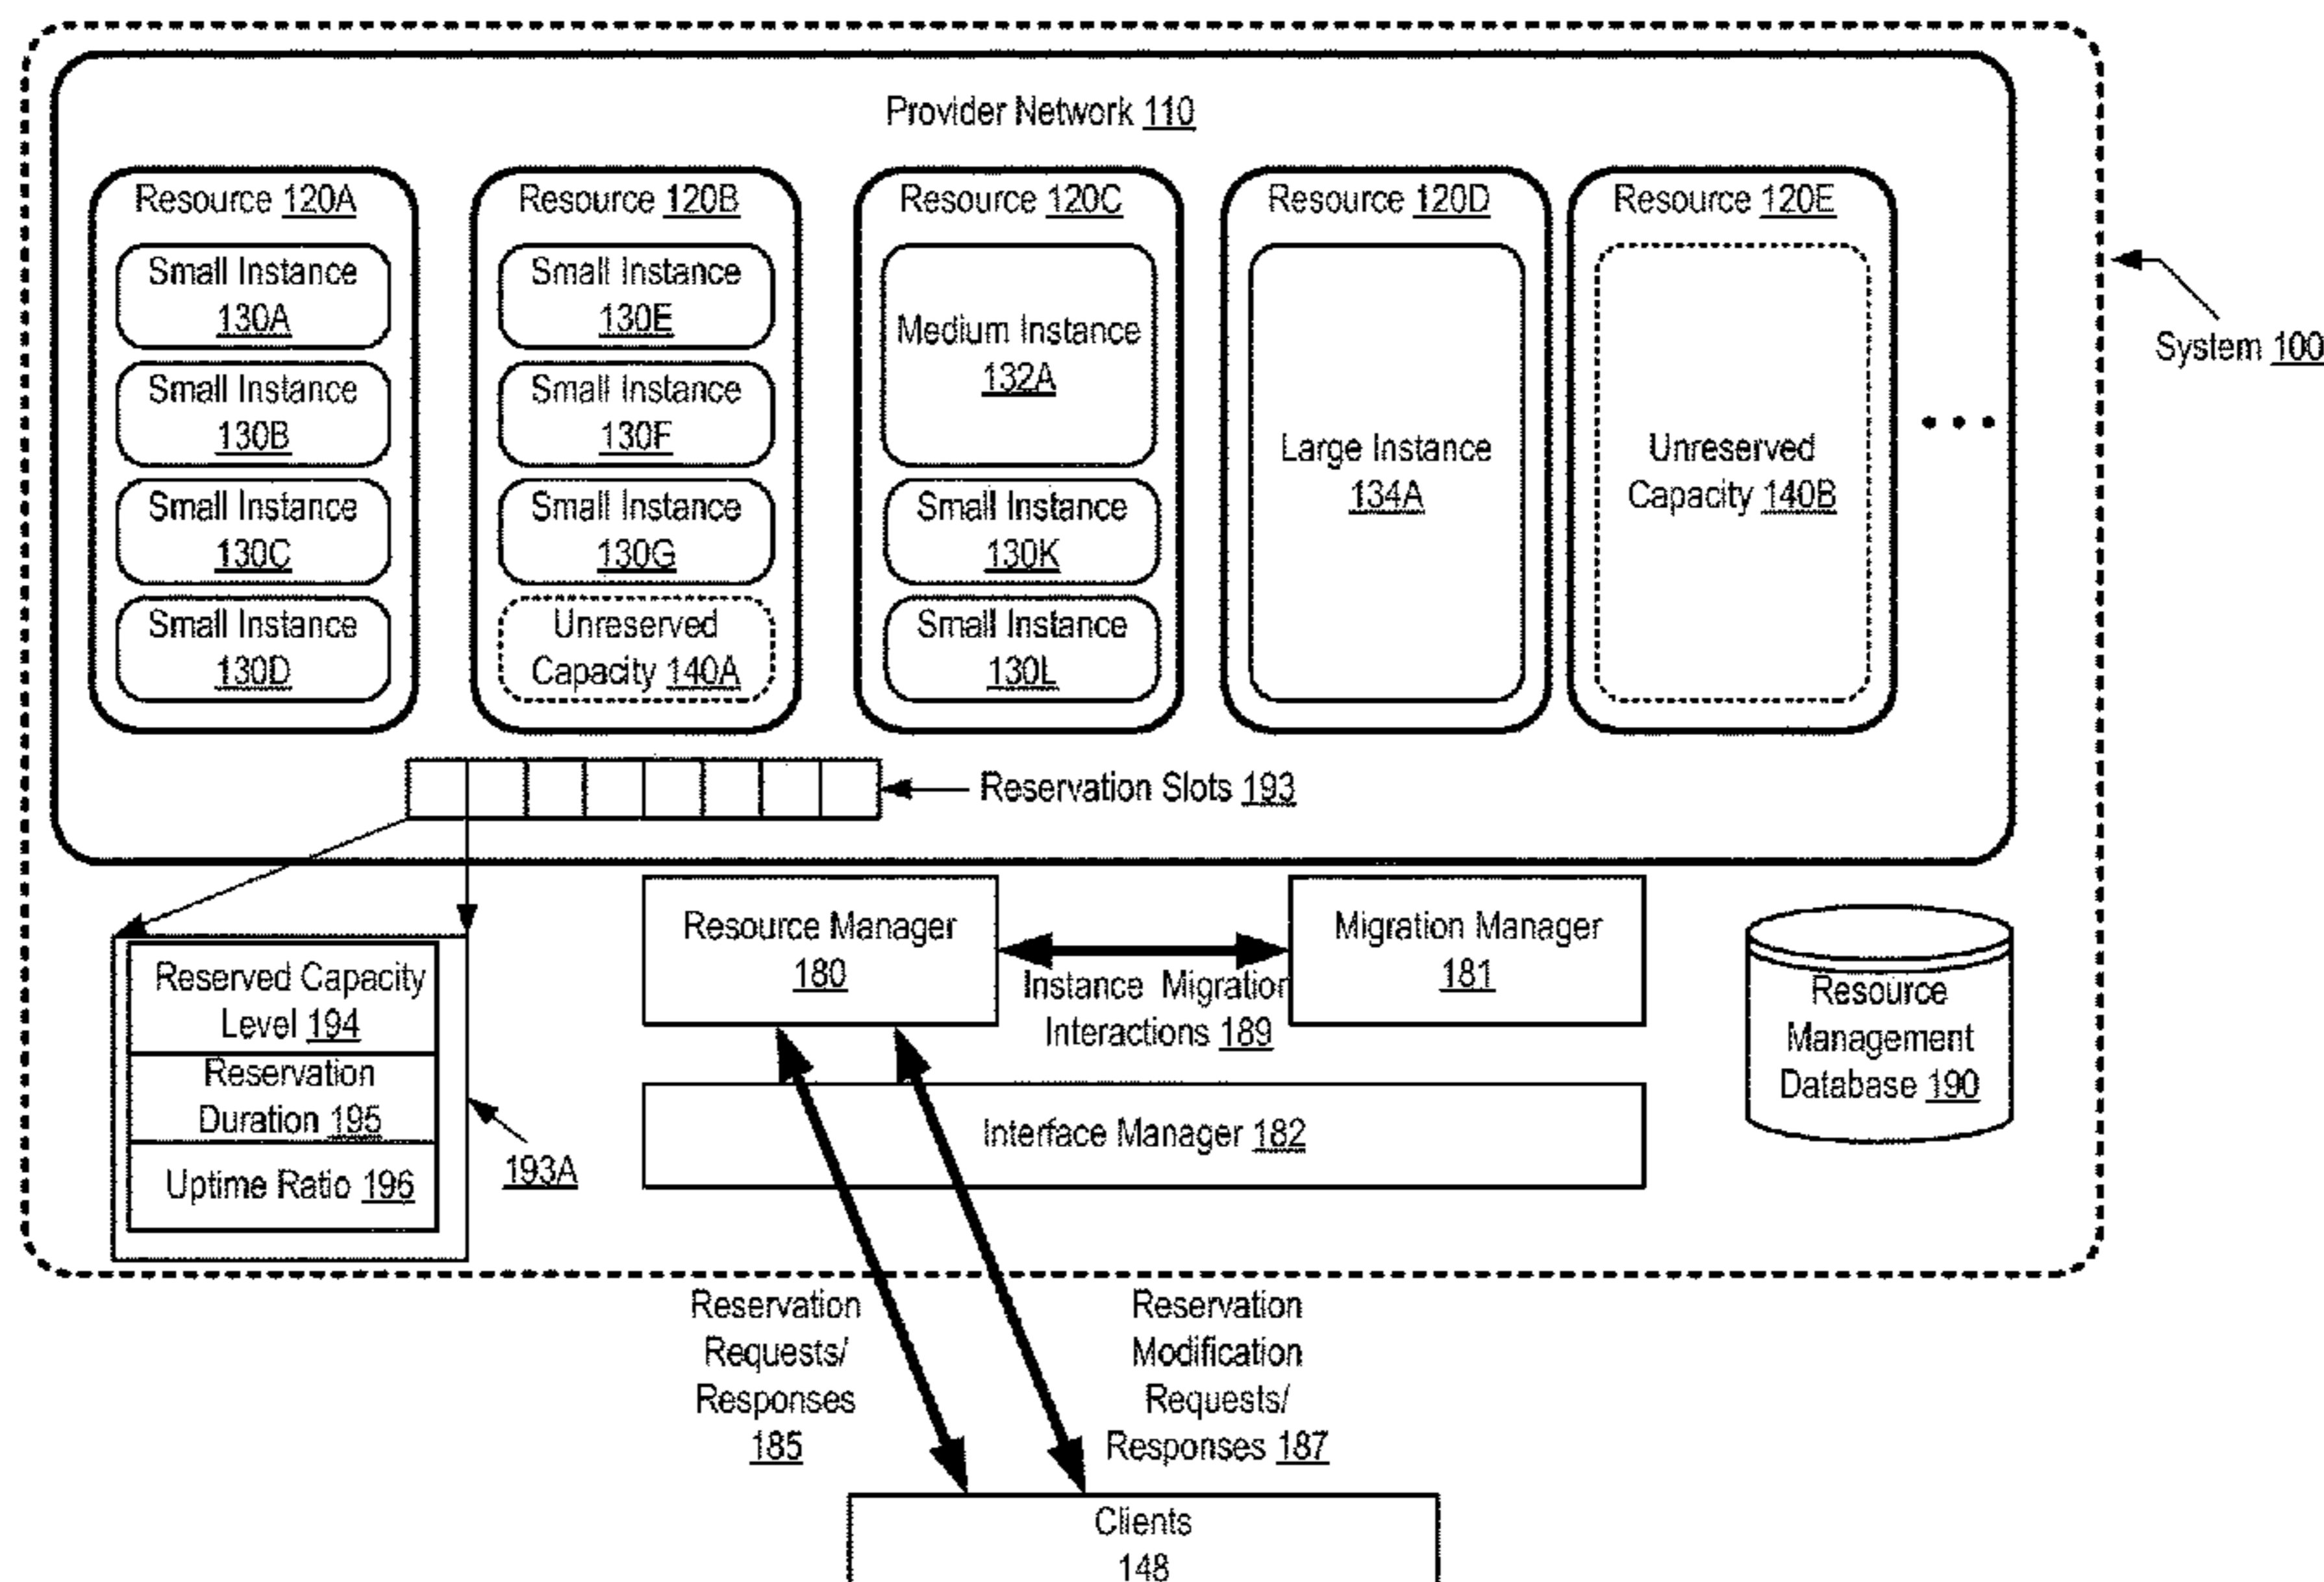 Provider Network 110
Resource 120A
Small Instance
130A
Small Instance
130B
Small Instance
130C
Small Instance
130D
Resource 120B
Small Instance
130E
Small Instance
130F
Small Instance
130G
Unreserved
Capacity 140A
Resource 120C
Medium Instance
132A
Small Instance
130K
Small Instance
130L
Resource 120D
Large Instance
134A
Resource 120E
Unreserved
Capacity 140B
• • •
System 100
Reservation Slots 193
Reserved Capacity
Level 194
Reservation
Duration 195
Uptime Ratio 196
193A
Resource Manager
180
Instance Migration
Interactions 189
Migration Manager
181
Resource
Management
Database 190
Interface Manager 182
Reservation
Requests/
Responses
185
Reservation
Modification
Requests/
Responses 187
Clients
148